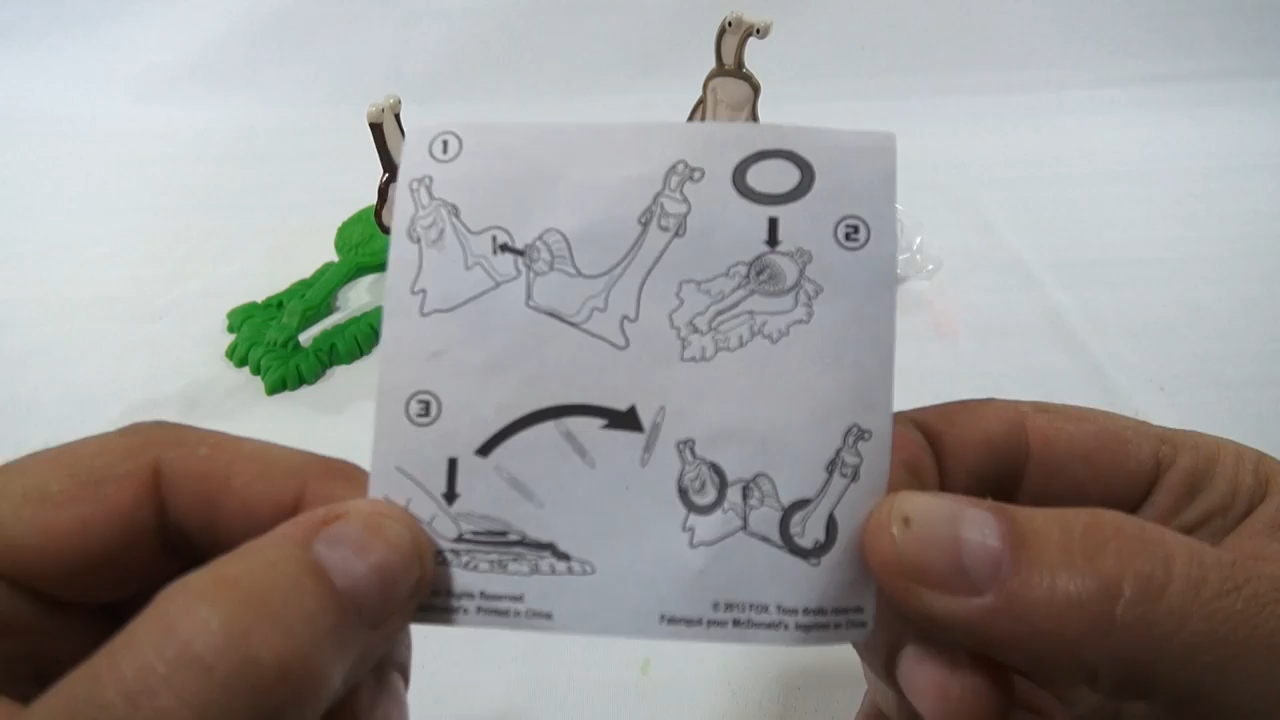 1
2
3
Rights Reserved
Printed in China.
© 2013 FOX. Tous droits réservés
Fabriqué pour McDonald's. Imprimé en Chine